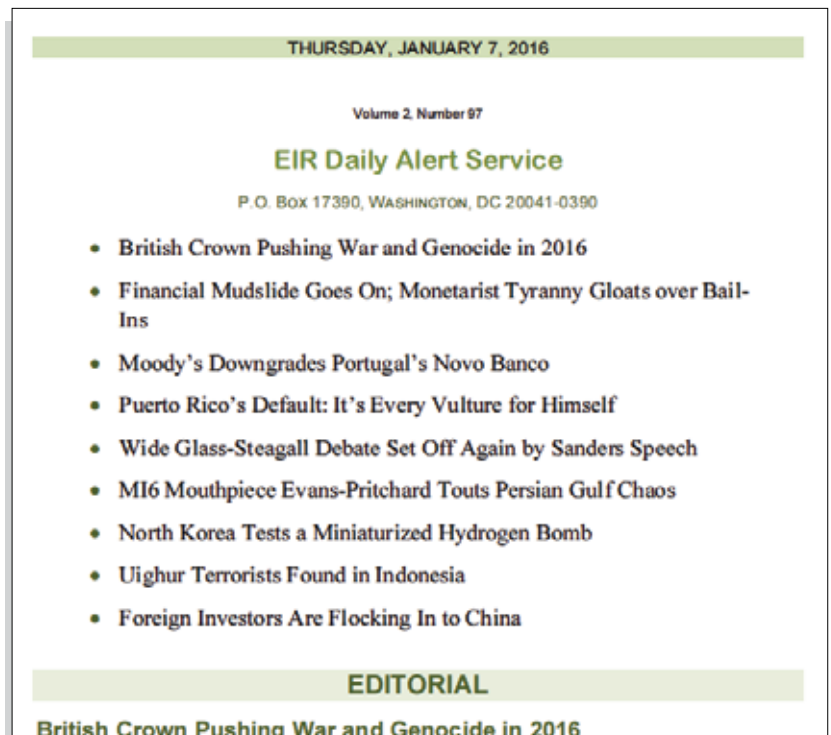 THURSDAY, JANUARY 7, 2016
Volume 2, Number 97
EIR Daily Alert Service
P.O. BOX 17390, WASHINGTON, DC 20041-0390
• British Crown Pushing War and Genocide in 2016
• Financial Mudslide Goes On; Monetarist Tyranny Gloats over Bail-
Ins
• Moody's Downgrades Portugal's Novo Banco
• Puerto Rico's Default: It's Every Vulture for Himself
• Wide Glass-Steagall Debate Set Off Again by Sanders Speech
• MI6 Mouthpiece Evans-Pritchard Touts Persian Gulf Chaos
• North Korea Tests a Miniaturized Hydrogen Bomb
• Uighur Terrorists Found in Indonesia
• Foreign Investors Are Flocking In to China
EDITORIAL
British Crown Pushing War and Genocide in 2016